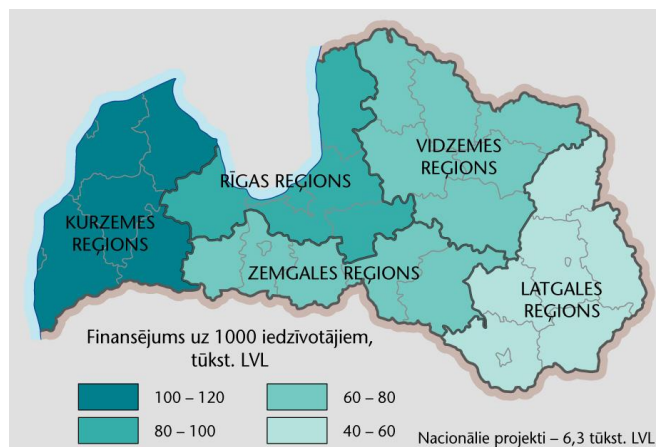 VIDZEMES
REĢIONS
RĪGAS REĢIONS
KURZEMES
REĢIONS
ZEMGALES REĢIONS
LATGALES
REĢIONS
Finansējums uz 1000 iedzīvotājiem,
tūkst. LVL
100 – 120
60 – 80
80 – 100
40 – 60
Nacionālie projekti – 6,3 tūkst. LVL